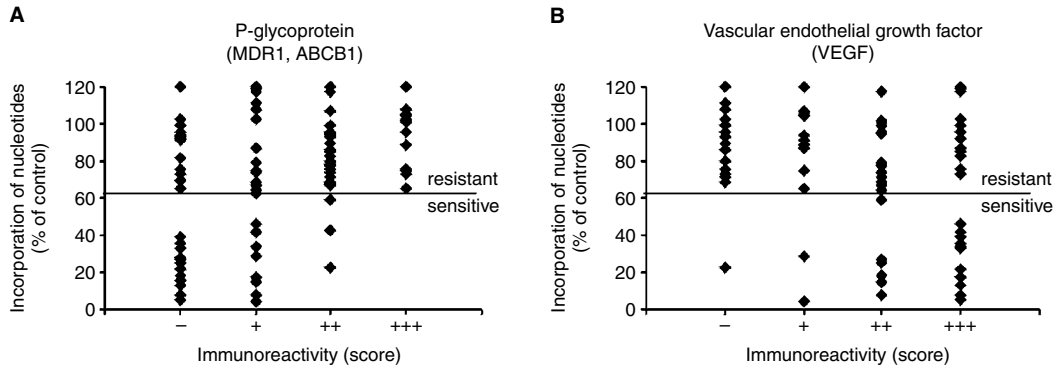 A
P-glycoprotein
(MDR1, ABCB1)
Incorporation of nucleotides
(% of control)
120
100
80
60
40
20
0
resistant
sensitive
− + ++ +++
Immunoreactivity (score)
B
Vascular endothelial growth factor
(VEGF)
Incorporation of nucleotides
(% of control)
120
100
80
60
40
20
0
resistant
sensitive
− + ++ +++
Immunoreactivity (score)